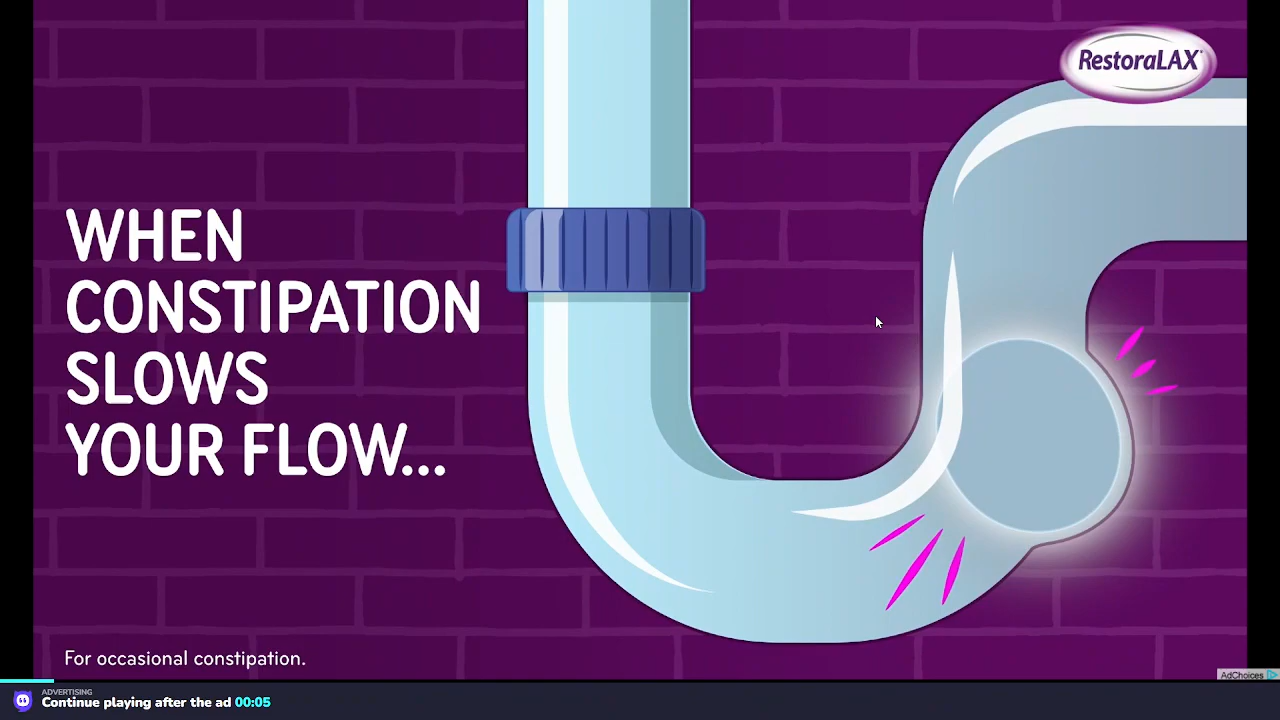 RestoraLAX
WHEN
CONSTIPATION
SLOWS
YOUR FLOW...
For occasional constipation.
AdChoices
ADVERTISING
Continue playing after the ad 00:05